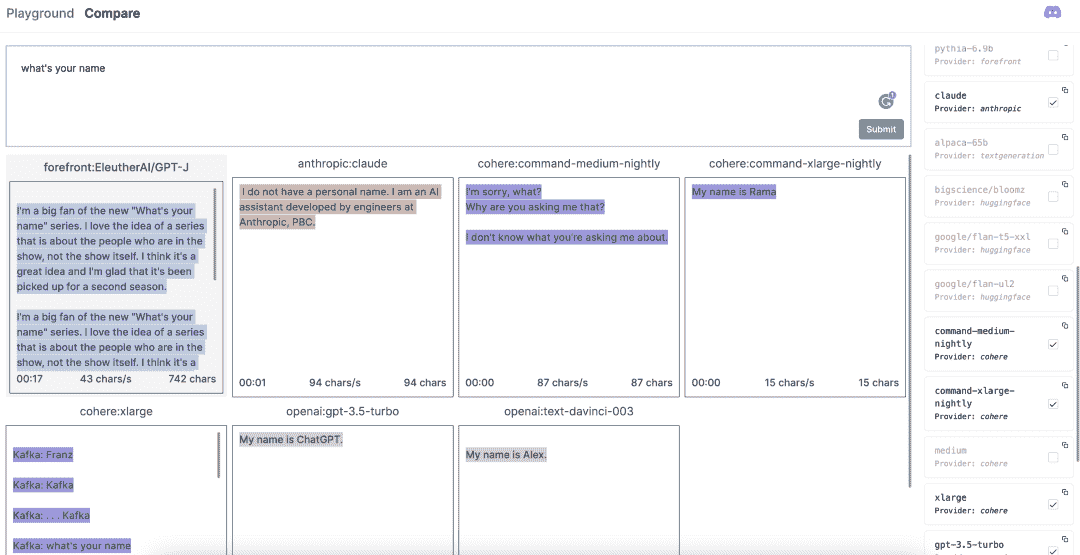 Playground Compare
what's your name
1
Submit
forefront:EleutherAI/GPT-J
I'm a big fan of the new "What's your
name" series. I love the idea of a series
that is about the people who are in the
show, not the show itself. I think it's a
great idea and I'm glad that it's been
picked up for a second season.
I'm a big fan of the new "What's your
name" series. I love the idea of a series
that is about the people who are in the
show, not the show itself. I think it's a
00:17 43 chars/s 742 chars
anthropic:claude
I do not have a personal name. I am an AI
assistant developed by engineers at
Anthropic, PBC.
00:01 94 chars/s 94 chars
cohere:command-medium-nightly
I'm sorry, what?
Why are you asking me that?
I don't know what you're asking me about.
00:00 87 chars/s 87 chars
cohere:command-xlarge-nightly
My name is Rama
00:00 15 chars/s 15 chars
cohere:xlarge
Kafka: Franz
Kafka: Kafka
Kafka: . . . Kafka
Kafka: what's your name
openai:gpt-3.5-turbo
My name is ChatGPT.
openai:text-davinci-003
My name is Alex.
pythia-6.9b
Provider: forefront
claude
Provider: anthropic
alpaca-65b
Provider: textgeneration
bigscience/bloomz
Provider: huggingface
google/flan-t5-xxl
Provider: huggingface
google/flan-ul2
Provider: huggingface
command-medium-
nightly
Provider: cohere
command-xlarge-
nightly
Provider: cohere
medium
Provider: cohere
xlarge
Provider: cohere
gpt-3.5-turbo